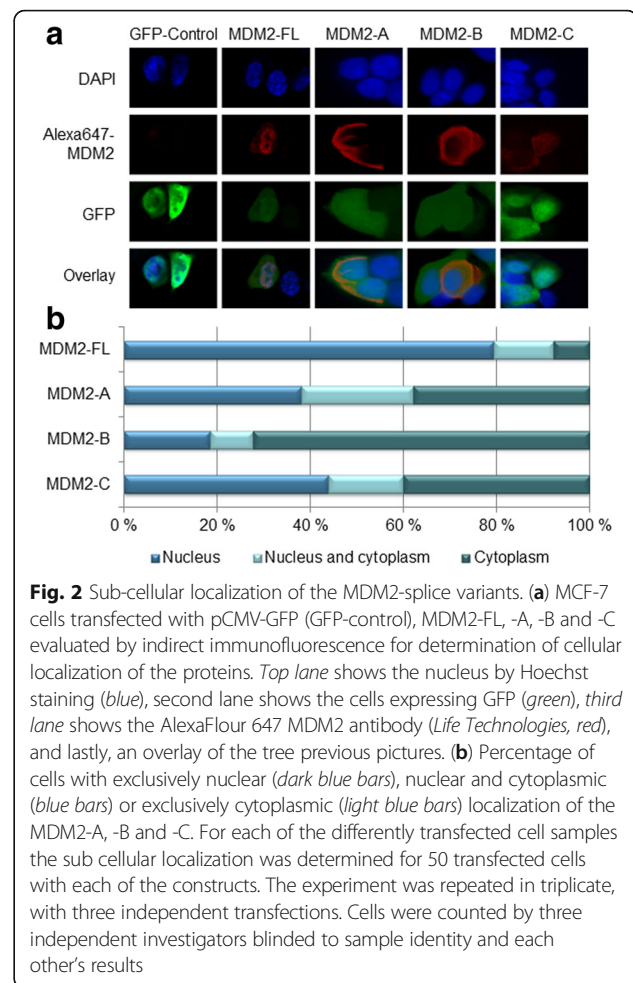 a
GFP-Control MDM2-FL MDM2-A MDM2-B MDM2-C
DAPI
Alexa647-
MDM2
GFP
Overlay
b
MDM2-FL
MDM2-A
MDM2-B
MDM2-C
0 % 20 % 40 % 60 % 80 % 100 %
Nucleus Nucleus and cytoplasm Cytoplasm
Fig. 2 Sub-cellular localization of the MDM2-splice variants. (a) MCF-7
cells transfected with pCMV-GFP (GFP-control), MDM2-FL, -A, -B and -C
evaluated by indirect immunofluorescence for determination of cellular
localization of the proteins. Top lane shows the nucleus by Hoechst
staining (blue), second lane shows the cells expressing GFP (green), third
lane shows the AlexaFlour 647 MDM2 antibody (Life Technologies, red),
and lastly, an overlay of the tree previous pictures. (b) Percentage of
cells with exclusively nuclear (dark blue bars), nuclear and cytoplasmic
(blue bars) or exclusively cytoplasmic (light blue bars) localization of the
MDM2-A, -B and -C. For each of the differently transfected cell samples
the sub cellular localization was determined for 50 transfected cells
with each of the constructs. The experiment was repeated in triplicate,
with three independent transfections. Cells were counted by three
independent investigators blinded to sample identity and each
other's results